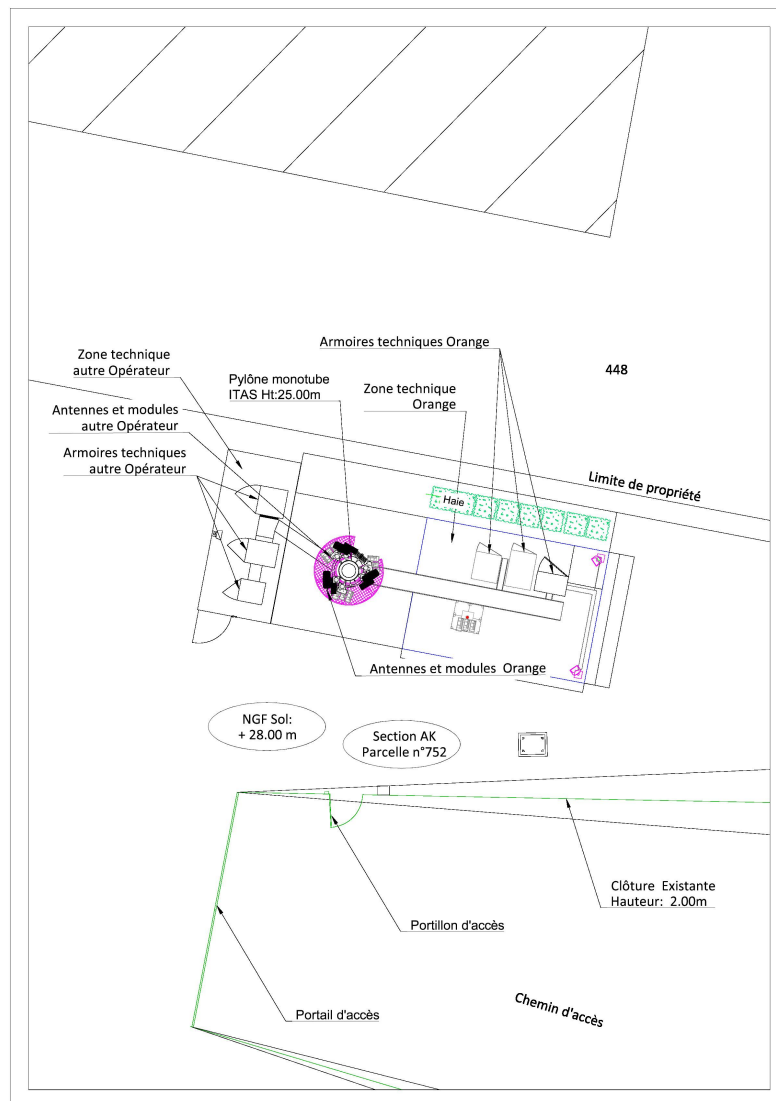 Armoires techniques Orange
448
Zone technique
autre Opérateur
Pylône monotube
ITAS Ht:25.00m
Zone technique
Orange
Antennes et modules
autre Opérateur
Armoires techniques
autre Opérateur
Limite de propriété
Haie
Antennes et modules Orange
NGF Sol:
+ 28.00 m
Section AK
Parcelle n°752
Clôture Existante
Hauteur: 2.00m
Portillon d'accès
Portail d'accès
Chemin d'accès